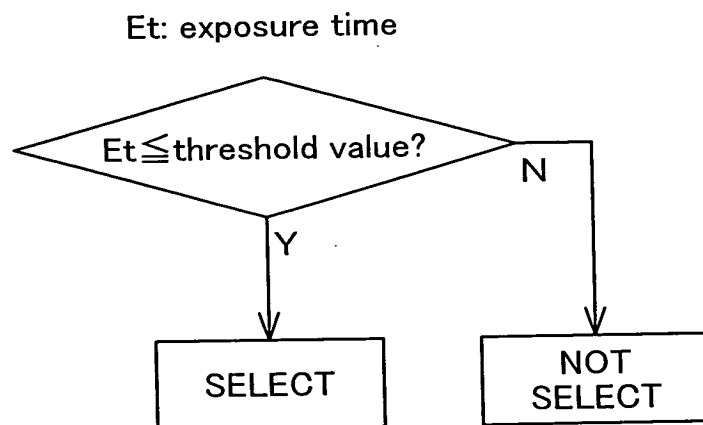 Et: exposure time
Et≦threshold value?
N
Y
SELECT
NOT
SELECT